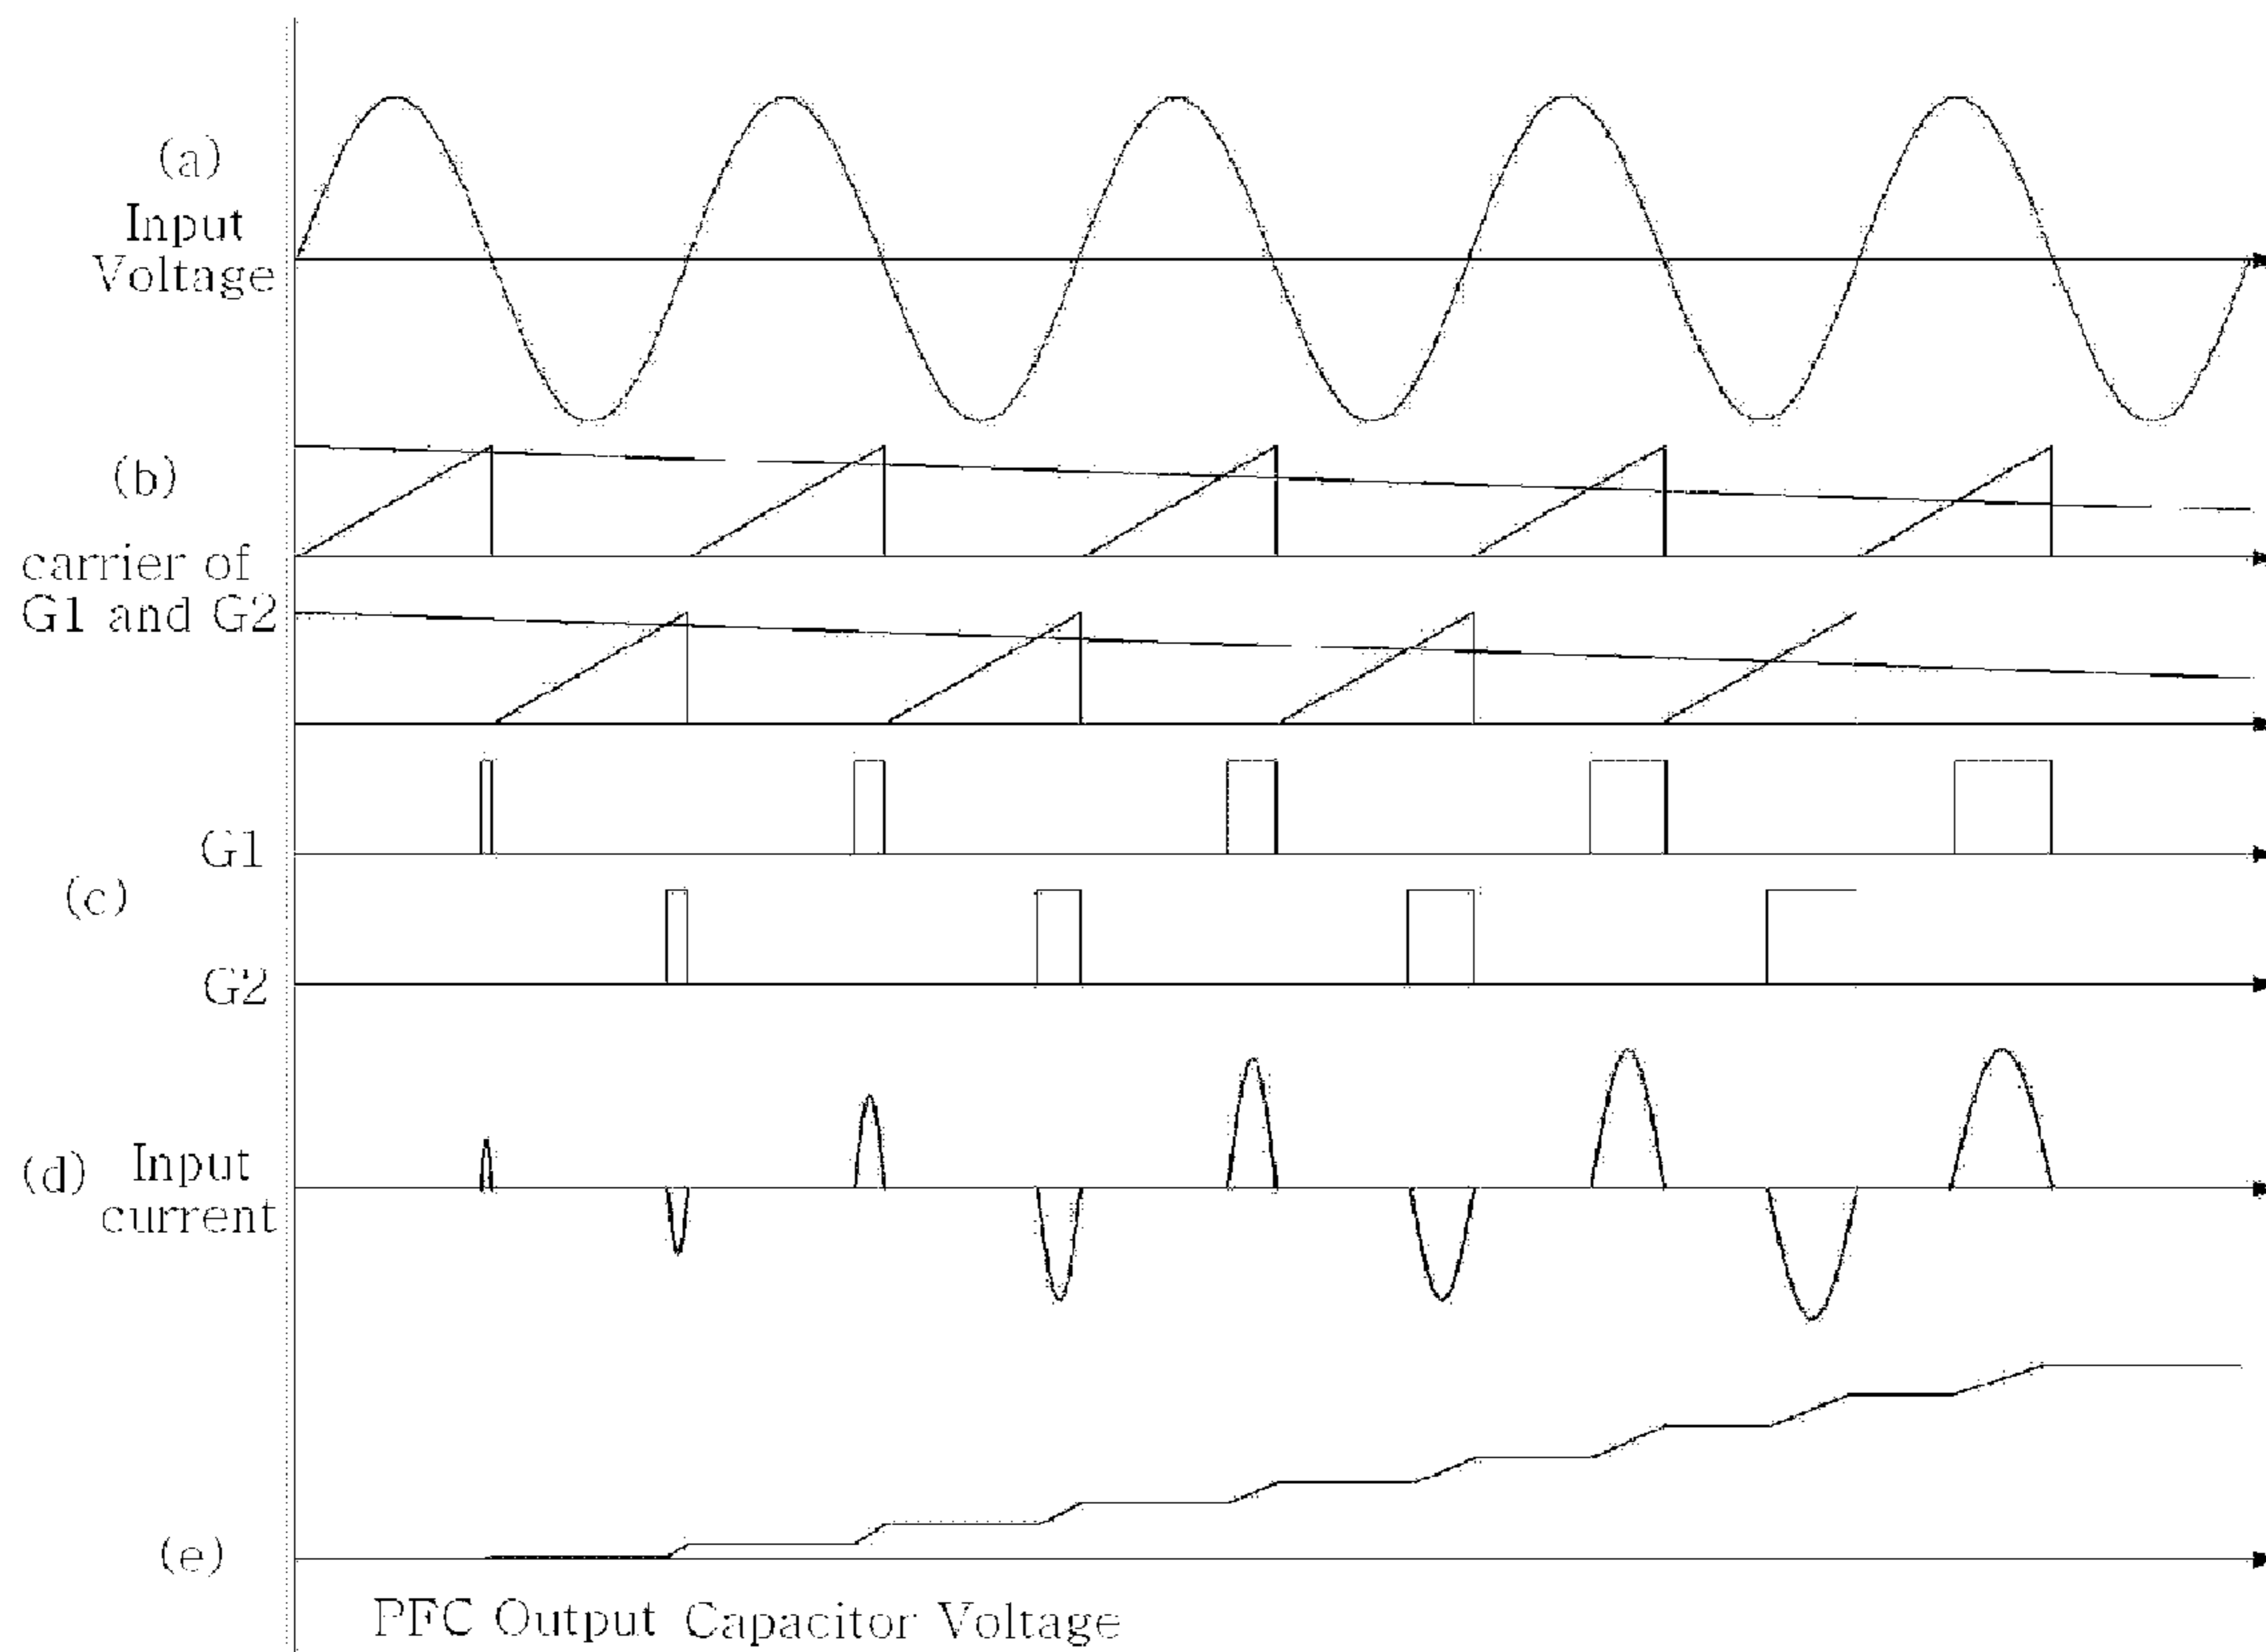 (a)
Input
Voltage
(b)
carrier of
G1 and G2
G1
(c)
G2
(d) Input
current
(e)
PFC Output Capacitor Voltage